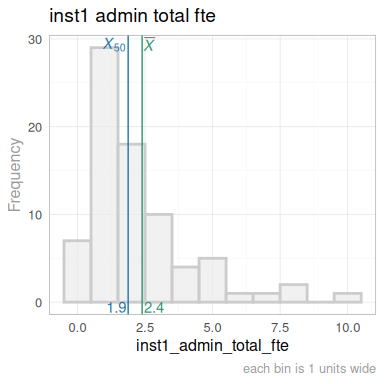 inst1 admin total fte
30
20
10
0
Frequency
X50
X̅
1.9
2.4
0.0
2.5
5.0
7.5
10.0
inst1_admin_total_fte
each bin is 1 units wide